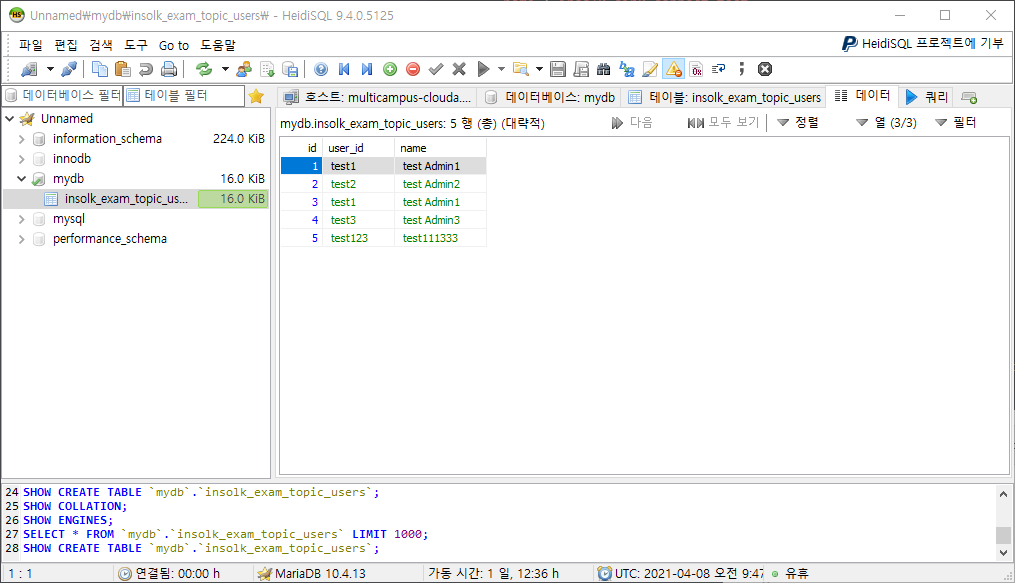 Unnamed₩mydb₩insolk_exam_topic_users₩ - HeidiSQL 9.4.0.5125
파일 편집 검색 도구 Go to 도움말
HeidiSQL 프로젝트에 기부
데이터베이스 필터 테이블 필터
호스트: multicampus-clouda.... 데이터베이스: mydb 테이블: insolk_exam_topic_users 데이터 쿼리
mydb.insolk_exam_topic_users: 5 행 (총) (대략적) 다음 모두 보기 정렬 열 (3/3) 필터
Unnamed
information_schema 224.0 KiB
innodb
mydb 16.0 KiB
insolk_exam_topic_us... 16.0 KiB
mysql
performance_schema
id user_id name
1 test1 test Admin1
2 test2 test Admin2
3 test1 test Admin1
4 test3 test Admin3
5 test123 test111333
24 SHOW CREATE TABLE `mydb`.`insolk_exam_topic_users`;
25 SHOW COLLATION;
26 SHOW ENGINES;
27 SELECT * FROM `mydb`.`insolk_exam_topic_users` LIMIT 1000;
28 SHOW CREATE TABLE `mydb`.`insolk_exam_topic_users`;
1 : 1 연결됨: 00:00 h MariaDB 10.4.13 가동 시간: 1 일, 12:36 h UTC: 2021-04-08 오전 9:47 유휴